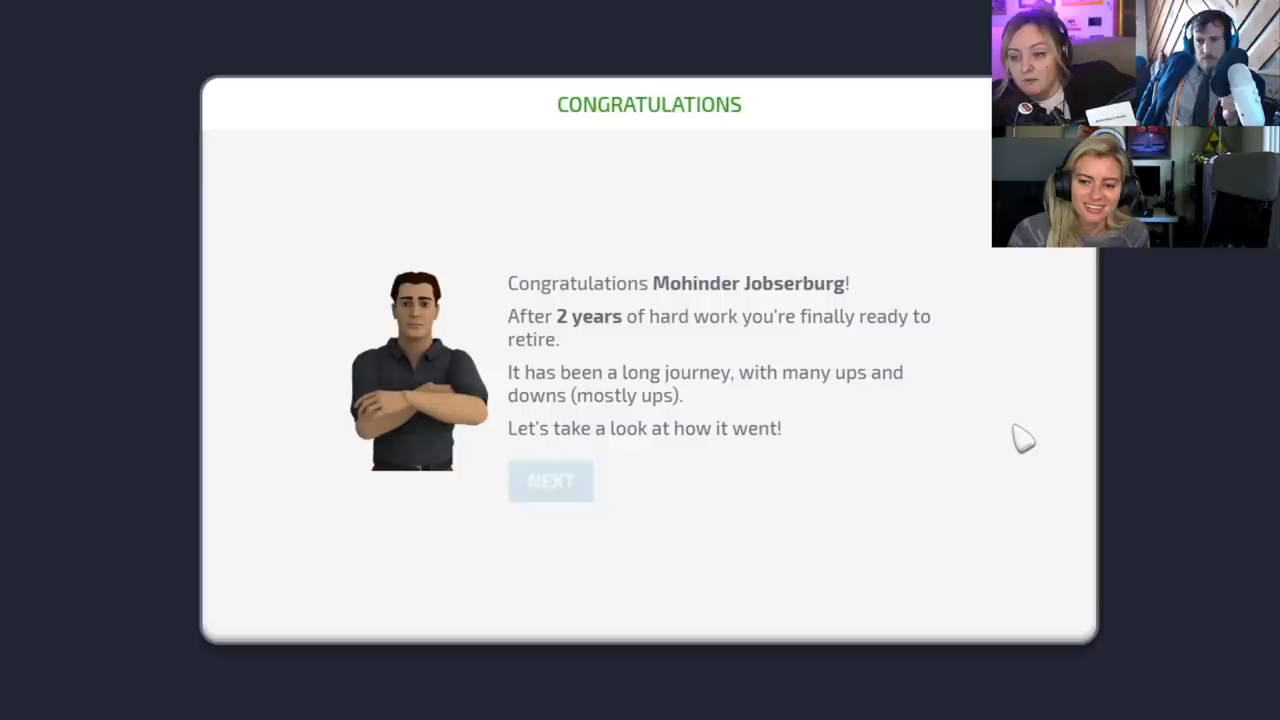 CONGRATULATIONS
Congratulations Mohinder Jobserburg!
After 2 years of hard work you're finally ready to
retire.
It has been a long journey, with many ups and
downs (mostly ups).
Let's take a look at how it went!
NEXT